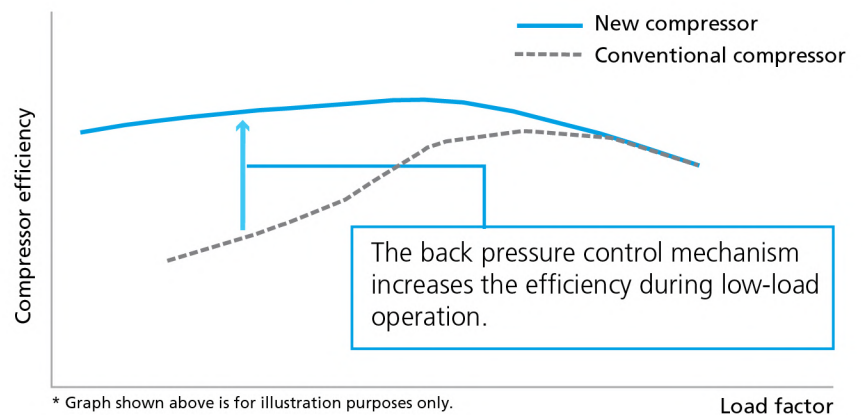 New compressor
Conventional compressor
Compressor efficiency
The back pressure control mechanism
increases the efficiency during low-load
operation.
* Graph shown above is for illustration purposes only.
Load factor